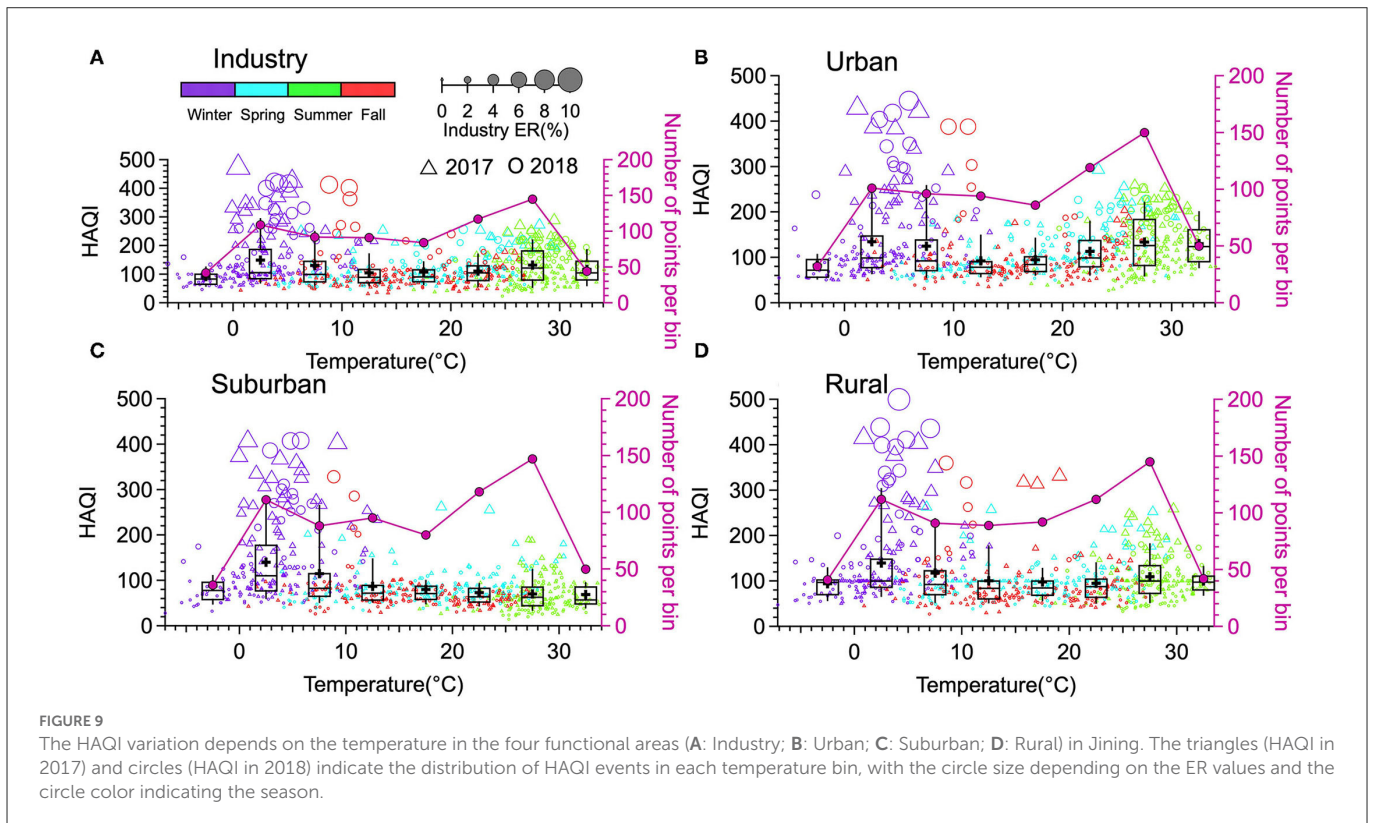 A
Industry
Winter Spring Summer Fall
0 2 4 6 8 10
Industry ER(%)
△ 2017 ○ 2018
500
400
300
200
100
0
HAQI
0 10 20 30
Temperature(°C)
200
150
100
50
0
Number of points per bin
B
Urban
500
400
300
200
100
0
HAQI
0 10 20 30
Temperature(°C)
200
150
100
50
0
Number of points per bin
C
Suburban
500
400
300
200
100
0
HAQI
0 10 20 30
Temperature(°C)
200
150
100
50
0
Number of points per bin
D
Rural
500
400
300
200
100
0
HAQI
0 10 20 30
Temperature(°C)
200
150
100
50
0
Number of points per bin
FIGURE 9
The HAQI variation depends on the temperature in the four functional areas (A: Industry; B: Urban; C: Suburban; D: Rural) in Jining. The triangles (HAQI in
2017) and circles (HAQI in 2018) indicate the distribution of HAQI events in each temperature bin, with the circle size depending on the ER values and the
circle color indicating the season.